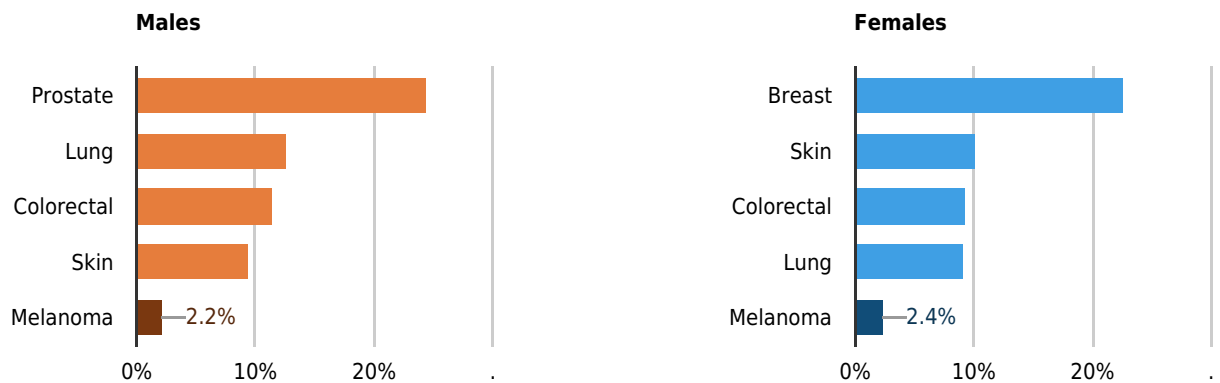 Males
Prostate
Lung
Colorectal
Skin
Melanoma
2.2%
0% 10% 20% .
Females
Breast
Skin
Colorectal
Lung
Melanoma
2.4%
0% 10% 20% .